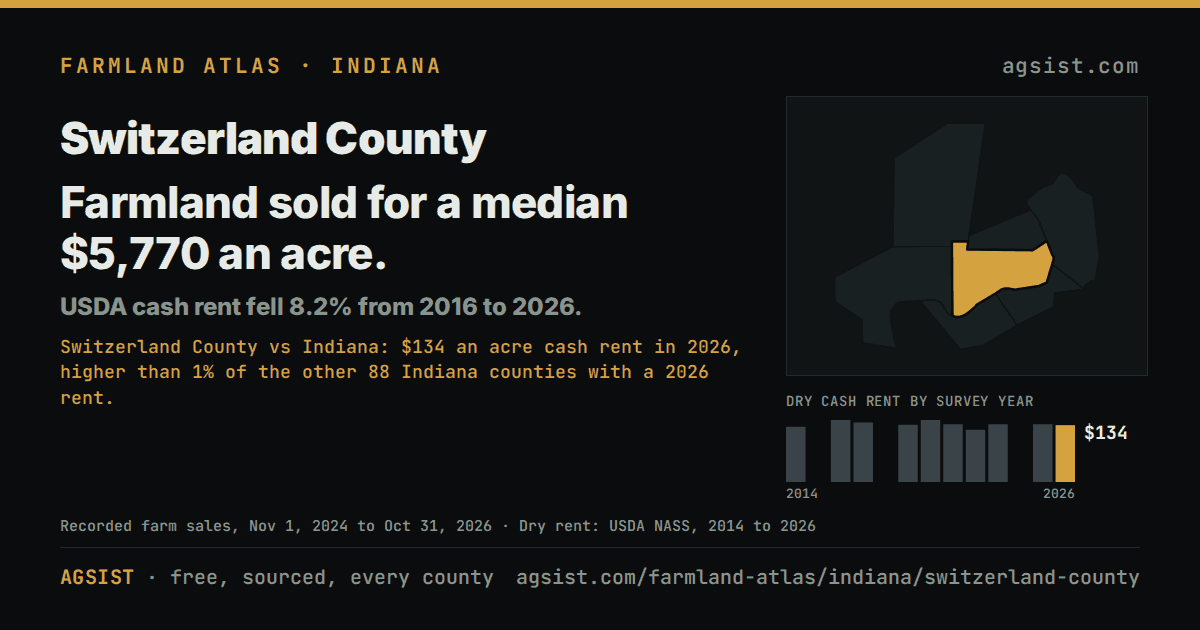 FARMLAND ATLAS · INDIANA
agsist.com
Switzerland County
Farmland sold for a median
$5,770 an acre.
USDA cash rent fell 8.2% from 2016 to 2026.
Switzerland County vs Indiana: $134 an acre cash rent in 2026,
higher than 1% of the other 88 Indiana counties with a 2026
rent.
DRY CASH RENT BY SURVEY YEAR
$134
2014
2026
Recorded farm sales, Nov 1, 2024 to Oct 31, 2026 · Dry rent: USDA NASS, 2014 to 2026
AGSIST · free, sourced, every county
agsist.com/farmland-atlas/indiana/switzerland-county